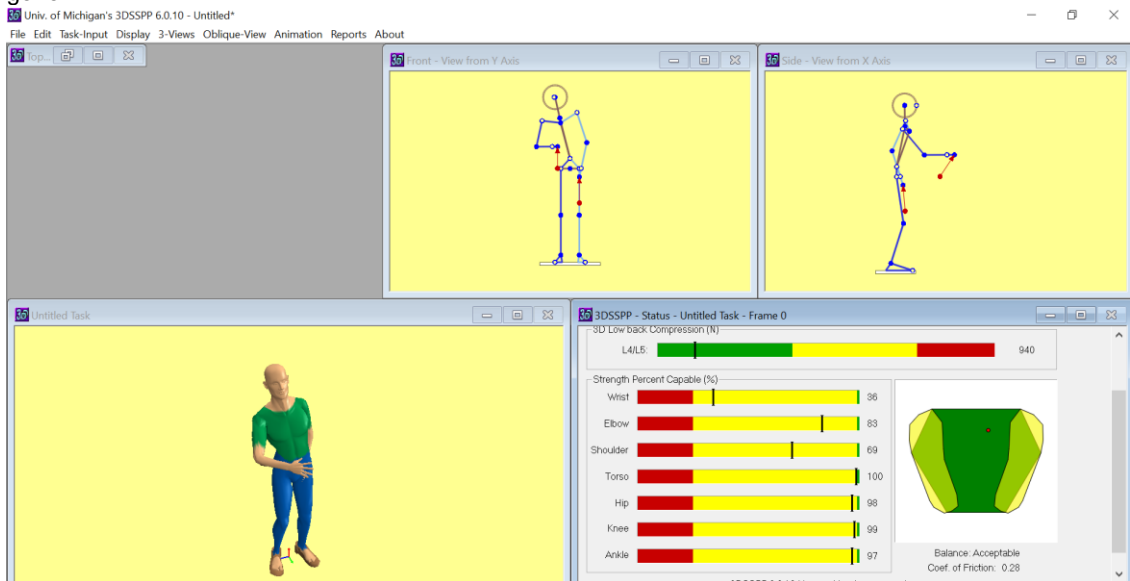 Univ. of Michigan's 3DSSPP 6.0.10 - Untitled*
File Edit Task-Input Display 3-Views Oblique-View Animation Reports About
Top...
Front - View from Y Axis
Side - View from X Axis
Untitled Task
3DSSPP - Status - Untitled Task - Frame 0
3D Low back Compression (N)
L4/L5: 940
Strength Percent Capable (%)
Wrist 36
Elbow 83
Shoulder 69
Torso 100
Hip 98
Knee 99
Ankle 97
Balance: Acceptable
Coef. of Friction: 0.28